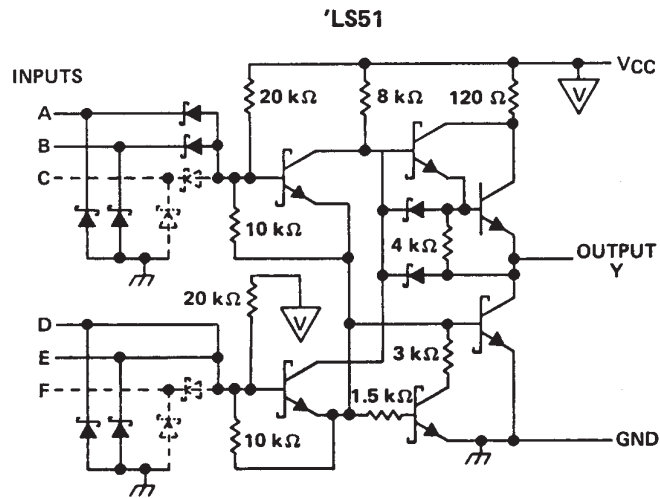 'LS51
INPUTS
VCC
20 kΩ
8 kΩ
120 Ω
V
A
B
C
10 kΩ
4 kΩ
OUTPUT
Y
20 kΩ
V
D
E
F
3 kΩ
1.5 kΩ
10 kΩ
GND